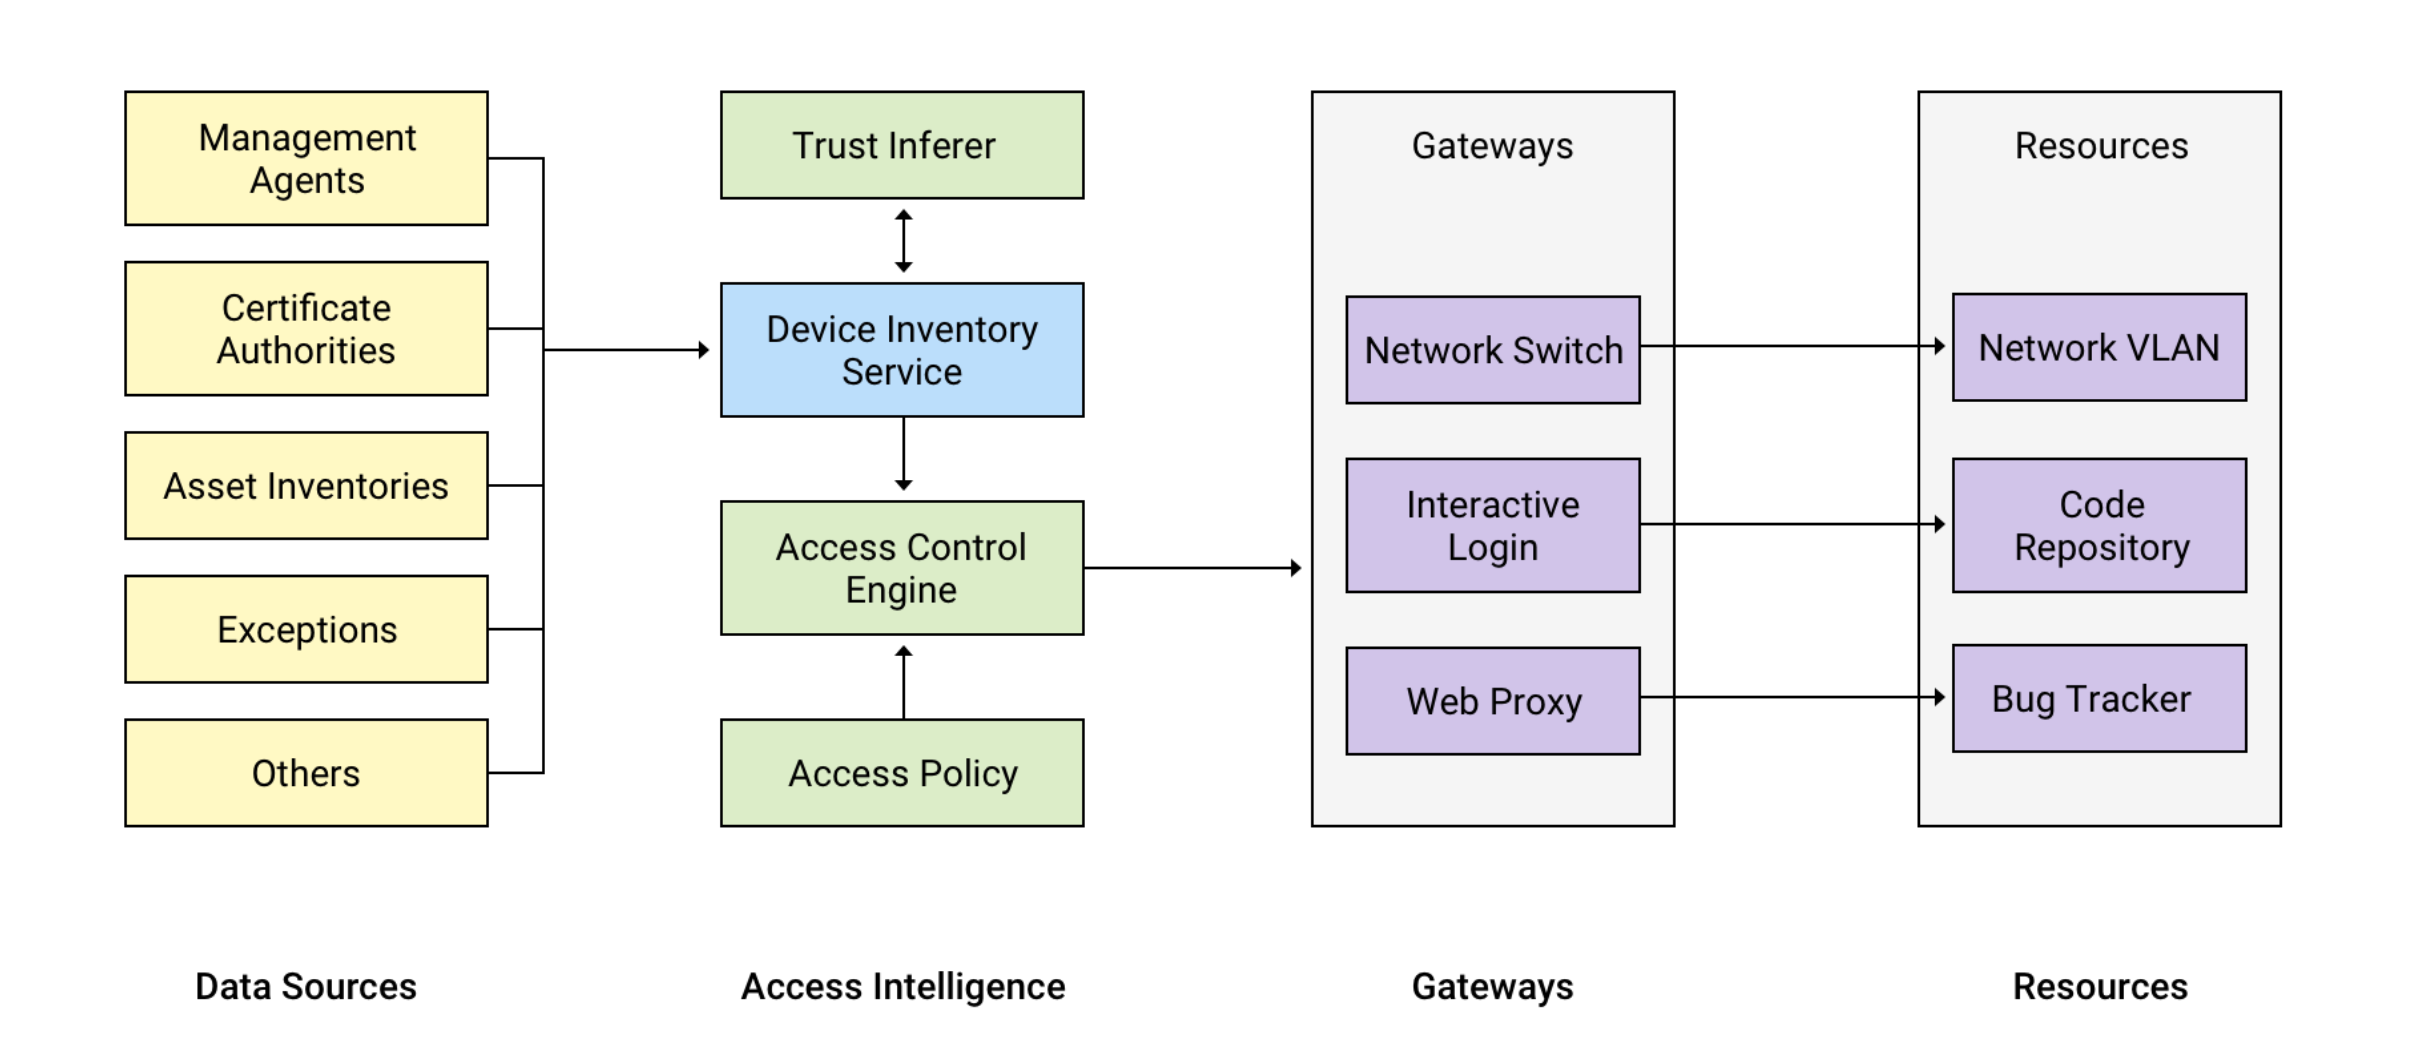 Management
Agents
Certificate
Authorities
Asset Inventories
Exceptions
Others
Data Sources
Trust Inferer
Device Inventory
Service
Access Control
Engine
Access Policy
Access Intelligence
Gateways
Network Switch
Interactive
Login
Web Proxy
Gateways
Resources
Network VLAN
Code
Repository
Bug Tracker
Resources